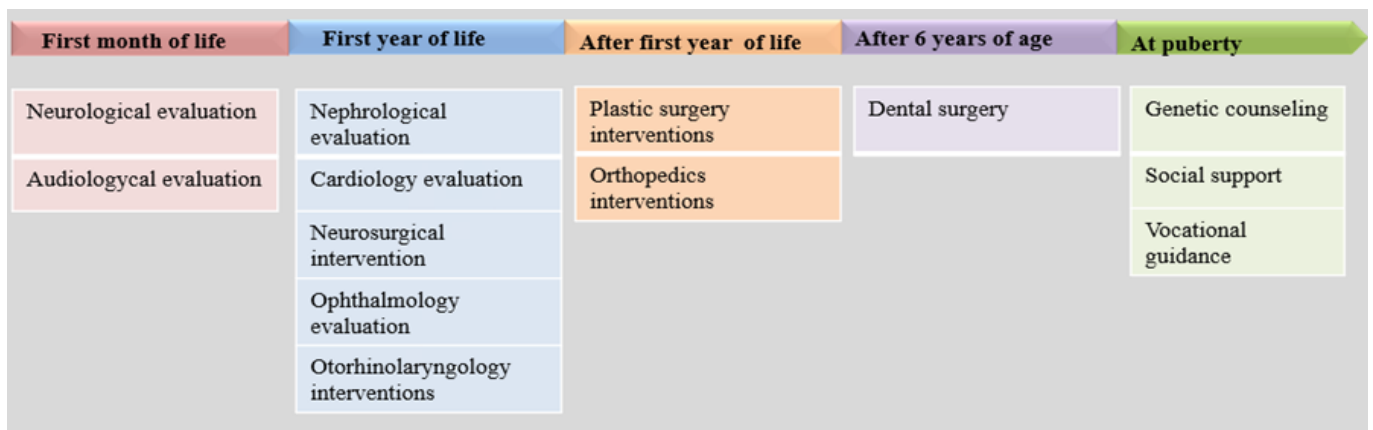 First month of life
First year of life
After first year of life
After 6 years of age
At puberty
Neurological evaluation
Audiologycal evaluation
Nephrological
evaluation
Cardiology evaluation
Neurosurgical
intervention
Ophthalmology
evaluation
Otorhinolaryngology
interventions
Plastic surgery
interventions
Orthopedics
interventions
Dental surgery
Genetic counseling
Social support
Vocational
guidance